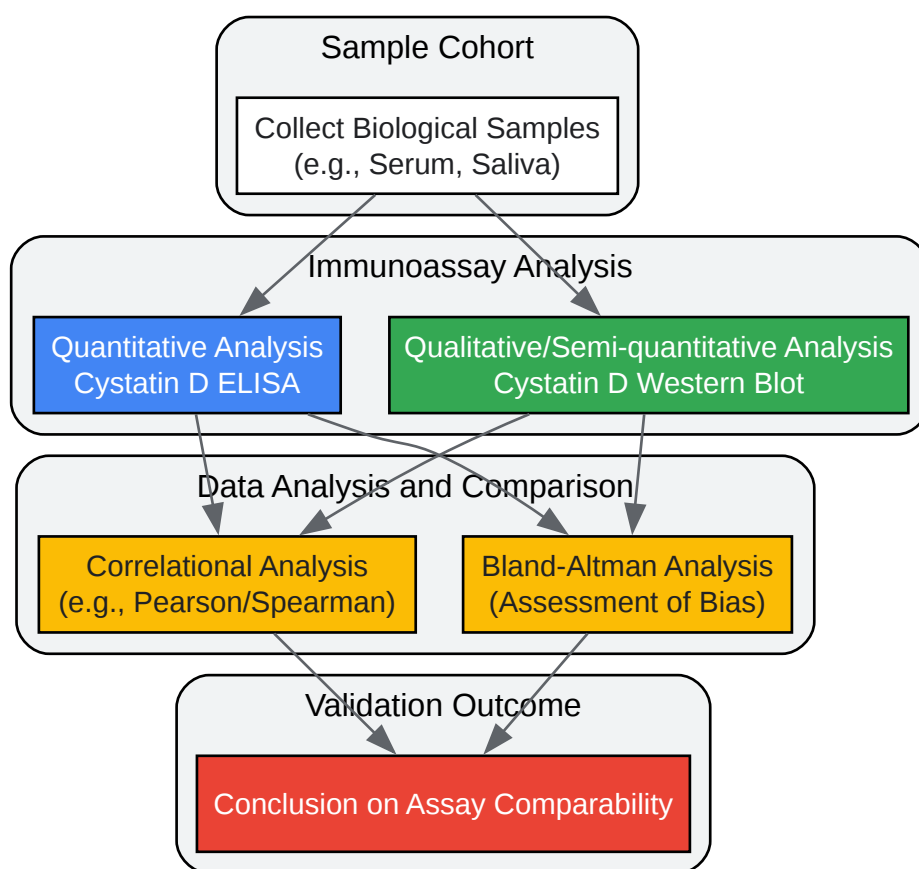 Sample Cohort
Collect Biological Samples
(e.g., Serum, Saliva)
Immunoassay Analysis
Quantitative Analysis
Cystatin D ELISA
Qualitative/Semi-quantitative Analysis
Cystatin D Western Blot
Data Analysis and Comparison
Correlational Analysis
(e.g., Pearson/Spearman)
Bland-Altman Analysis
(Assessment of Bias)
Validation Outcome
Conclusion on Assay Comparability